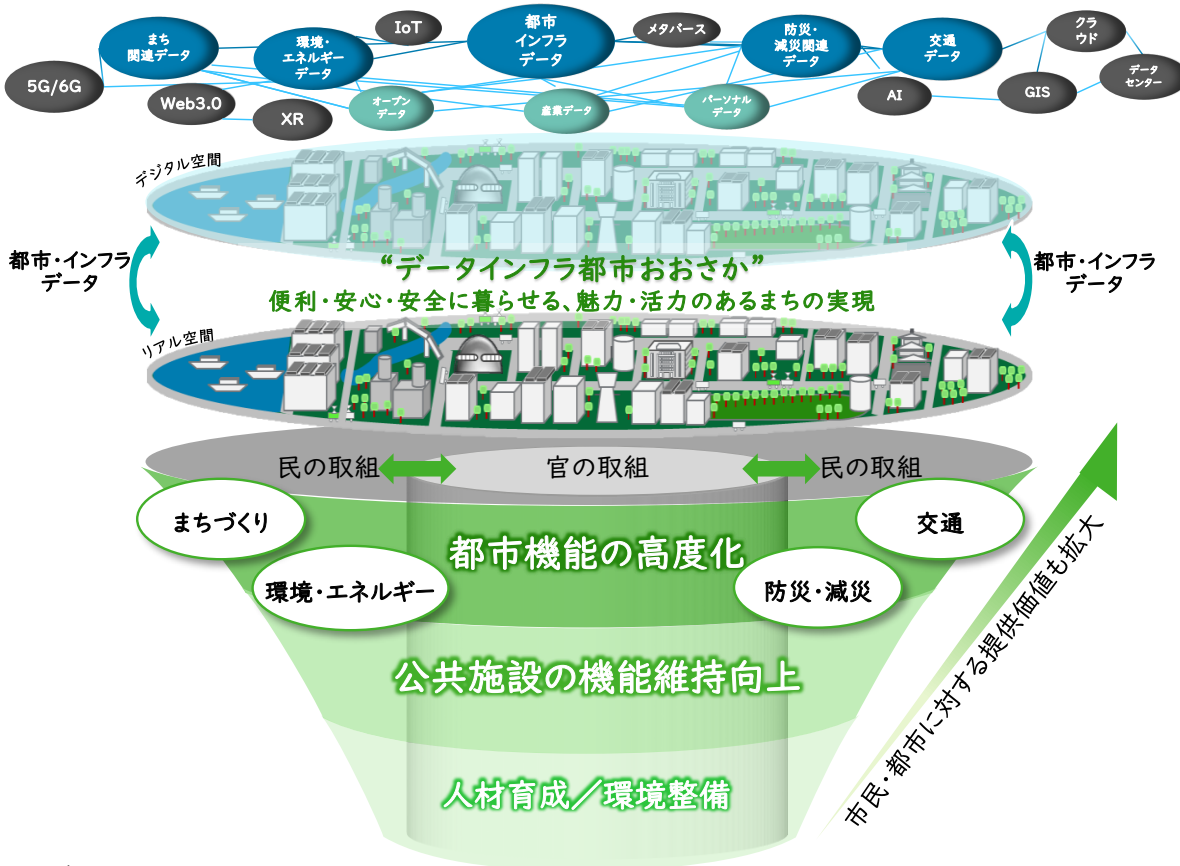 まち
関連データ
環境・
エネルギー
データ
IoT
都市
インフラ
データ
メタバース
防災・
減災関連
データ
交通
データ
クラ
ウド
データ
センター
5G/6G
Web3.0
XR
オープン
データ
産業データ
パーソナル
データ
AI
GIS
デジタル空間
都市・インフラ
データ
“データインフラ都市おおさか”
便利・安心・安全に暮らせる、魅力・活力のあるまちの実現
都市・インフラ
データ
リアル空間
民の取組
官の取組
民の取組
まちづくり
交通
都市機能の高度化
環境・エネルギー
防災・減災
公共施設の機能維持向上
人材育成／環境整備
市民・都市に対する提供価値も拡大